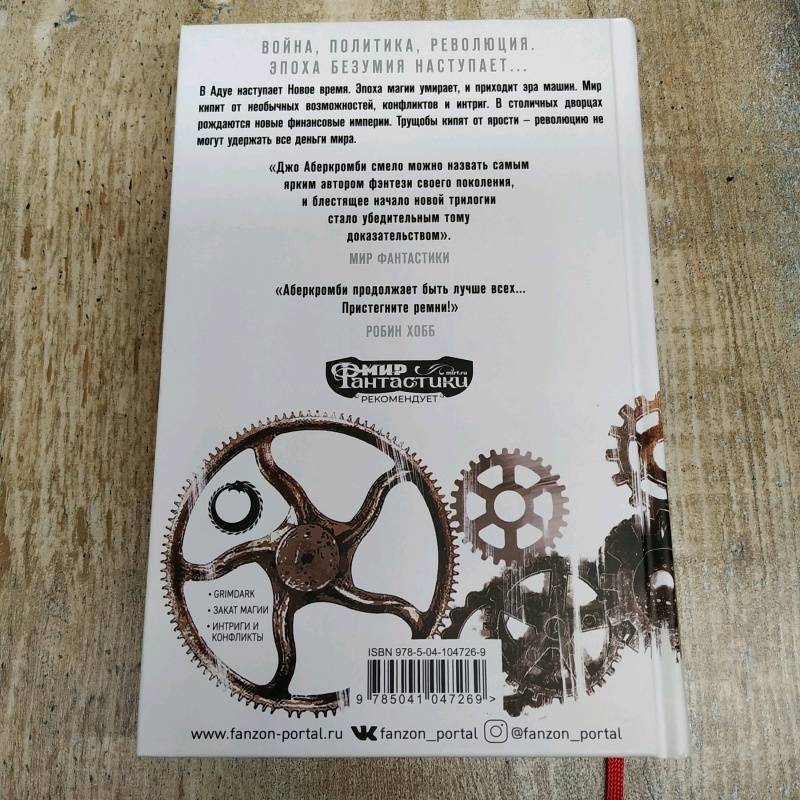 ВОЙНА, ПОЛИТИКА, РЕВОЛЮЦИЯ.
ЭПОХА БЕЗУМИЯ НАСТУПАЕТ...
В Адуе наступает Новое время. Эпоха магии умирает, и приходит эра машин. Мир
кипит от необычных возможностей, конфликтов и интриг. В столичных дворцах
рождаются новые финансовые империи. Трущобы кипят от ярости – революцию не
могут удержать все деньги мира.
«Джо Аберкромби смело можно назвать самым
ярким автором фэнтези своего поколения,
и блестящее начало новой трилогии
стало убедительным тому
доказательством».
МИР ФАНТАСТИКИ
«Аберкромби продолжает быть лучше всех...
Пристегните ремни!»
РОБИН ХОББ
МИР
mirf.ru
Фантастики
РЕКОМЕНДУЕТ
• GRIMDARK
• ЗАКАТ МАГИИ
• ИНТРИГИ И
КОНФЛИКТЫ
ISBN 978-5-04-104726-9
9 785041 047269 >
www.fanzon-portal.ru fanzon_portal @fanzon_portal